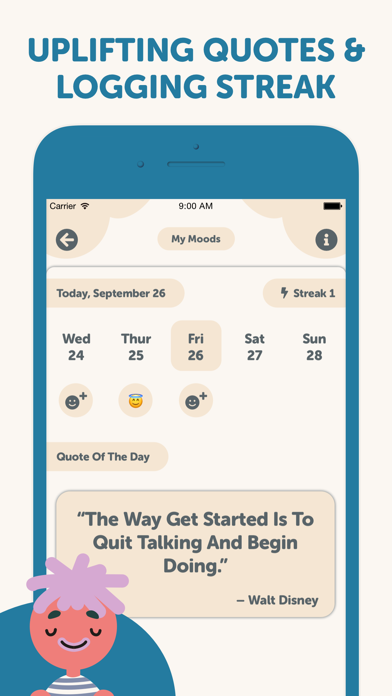 UPLIFTING QUOTES &
LOGGING STREAK
Carrier 9:00 AM
My Moods
Today, September 26 Streak 1
Wed Thur Fri Sat Sun
24 25 26 27 28
Quote Of The Day
“The Way Get Started Is To
Quit Talking And Begin
Doing.”
– Walt Disney